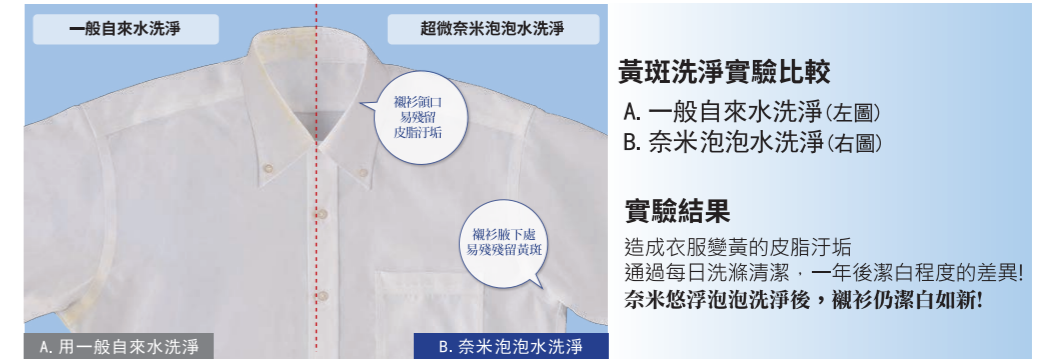 一般自來水洗淨
超微奈米泡泡水洗淨
襯衫領口
易殘留
皮脂汙垢
襯衫腋下處
易殘殘留黃斑
A. 用一般自來水洗淨
B. 奈米泡泡水洗淨
黃斑洗淨實驗比較
A. 一般自來水洗淨(左圖)
B. 奈米泡泡水洗淨(右圖)
實驗結果
造成衣服變黃的皮脂汙垢
通過每日洗滌清潔，一年後潔白程度的差異!
奈米悠浮泡泡洗淨後，襯衫仍潔白如新!